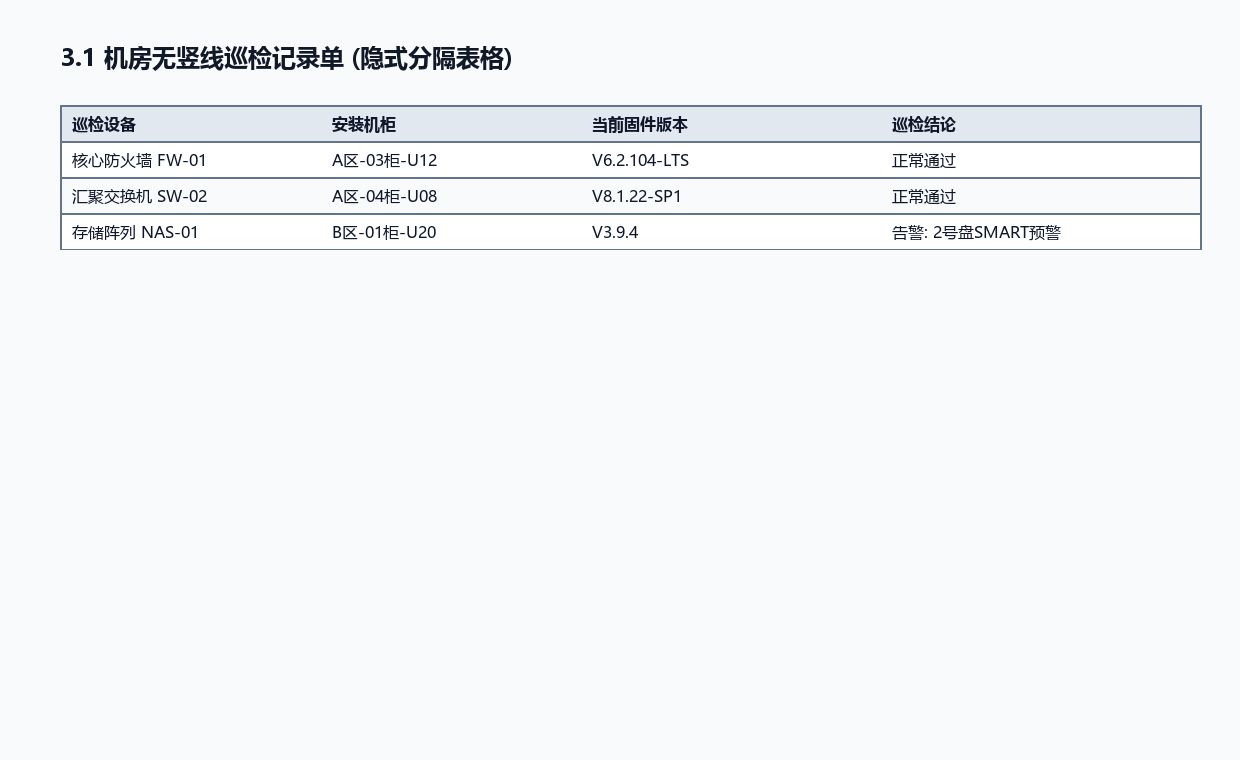 3.1 机房无竖线巡检记录单 (隐式分隔表格)
巡检设备 安装机柜 当前固件版本 巡检结论
核心防火墙 FW-01 A区-03柜-U12 V6.2.104-LTS 正常通过
汇聚交换机 SW-02 A区-04柜-U08 V8.1.22-SP1 正常通过
存储阵列 NAS-01 B区-01柜-U20 V3.9.4 告警: 2号盘SMART预警